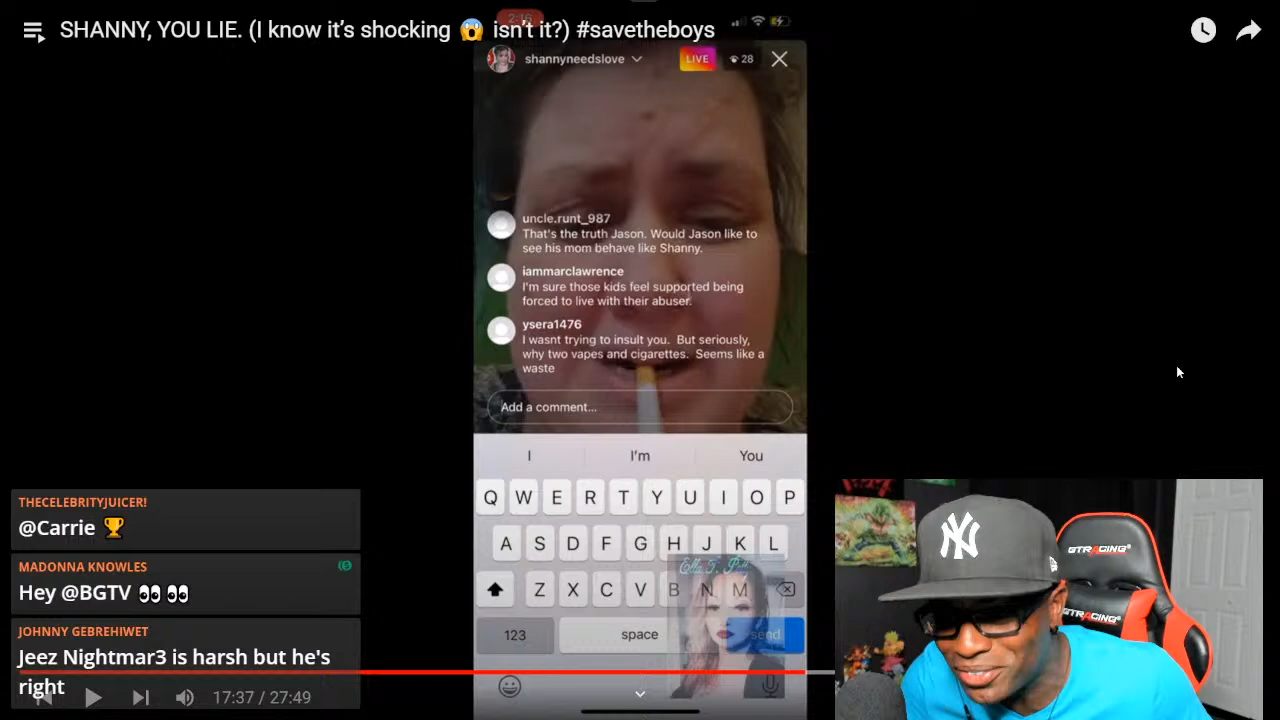 2:16
SHANNY, YOU LIE. (I know it's shocking 😱 isn't it?) #savetheboys
shannyneedslove
LIVE
28
uncle.runt_987
That's the truth Jason. Would Jason like to
see his mom behave like Shanny.
iammarclawrence
I'm sure those kids feel supported being
forced to live with their abuser.
ysera1476
I wasnt trying to insult you. But seriously,
why two vapes and cigarettes. Seems like a
waste
Add a comment...
I I'm You
Q W E R T Y U I O P
A S D F G H J K L
Z X C V B N M
123 space send
THECELEBRITYJUICER!
@Carrie 🏆
MADONNA KNOWLES
Hey @BGTV 👀 👀
JOHNNY GEBREHIWET
Jeez Nightmar3 is harsh but he's
right
17:37 / 27:49
NY
GTRACING
GTRACING